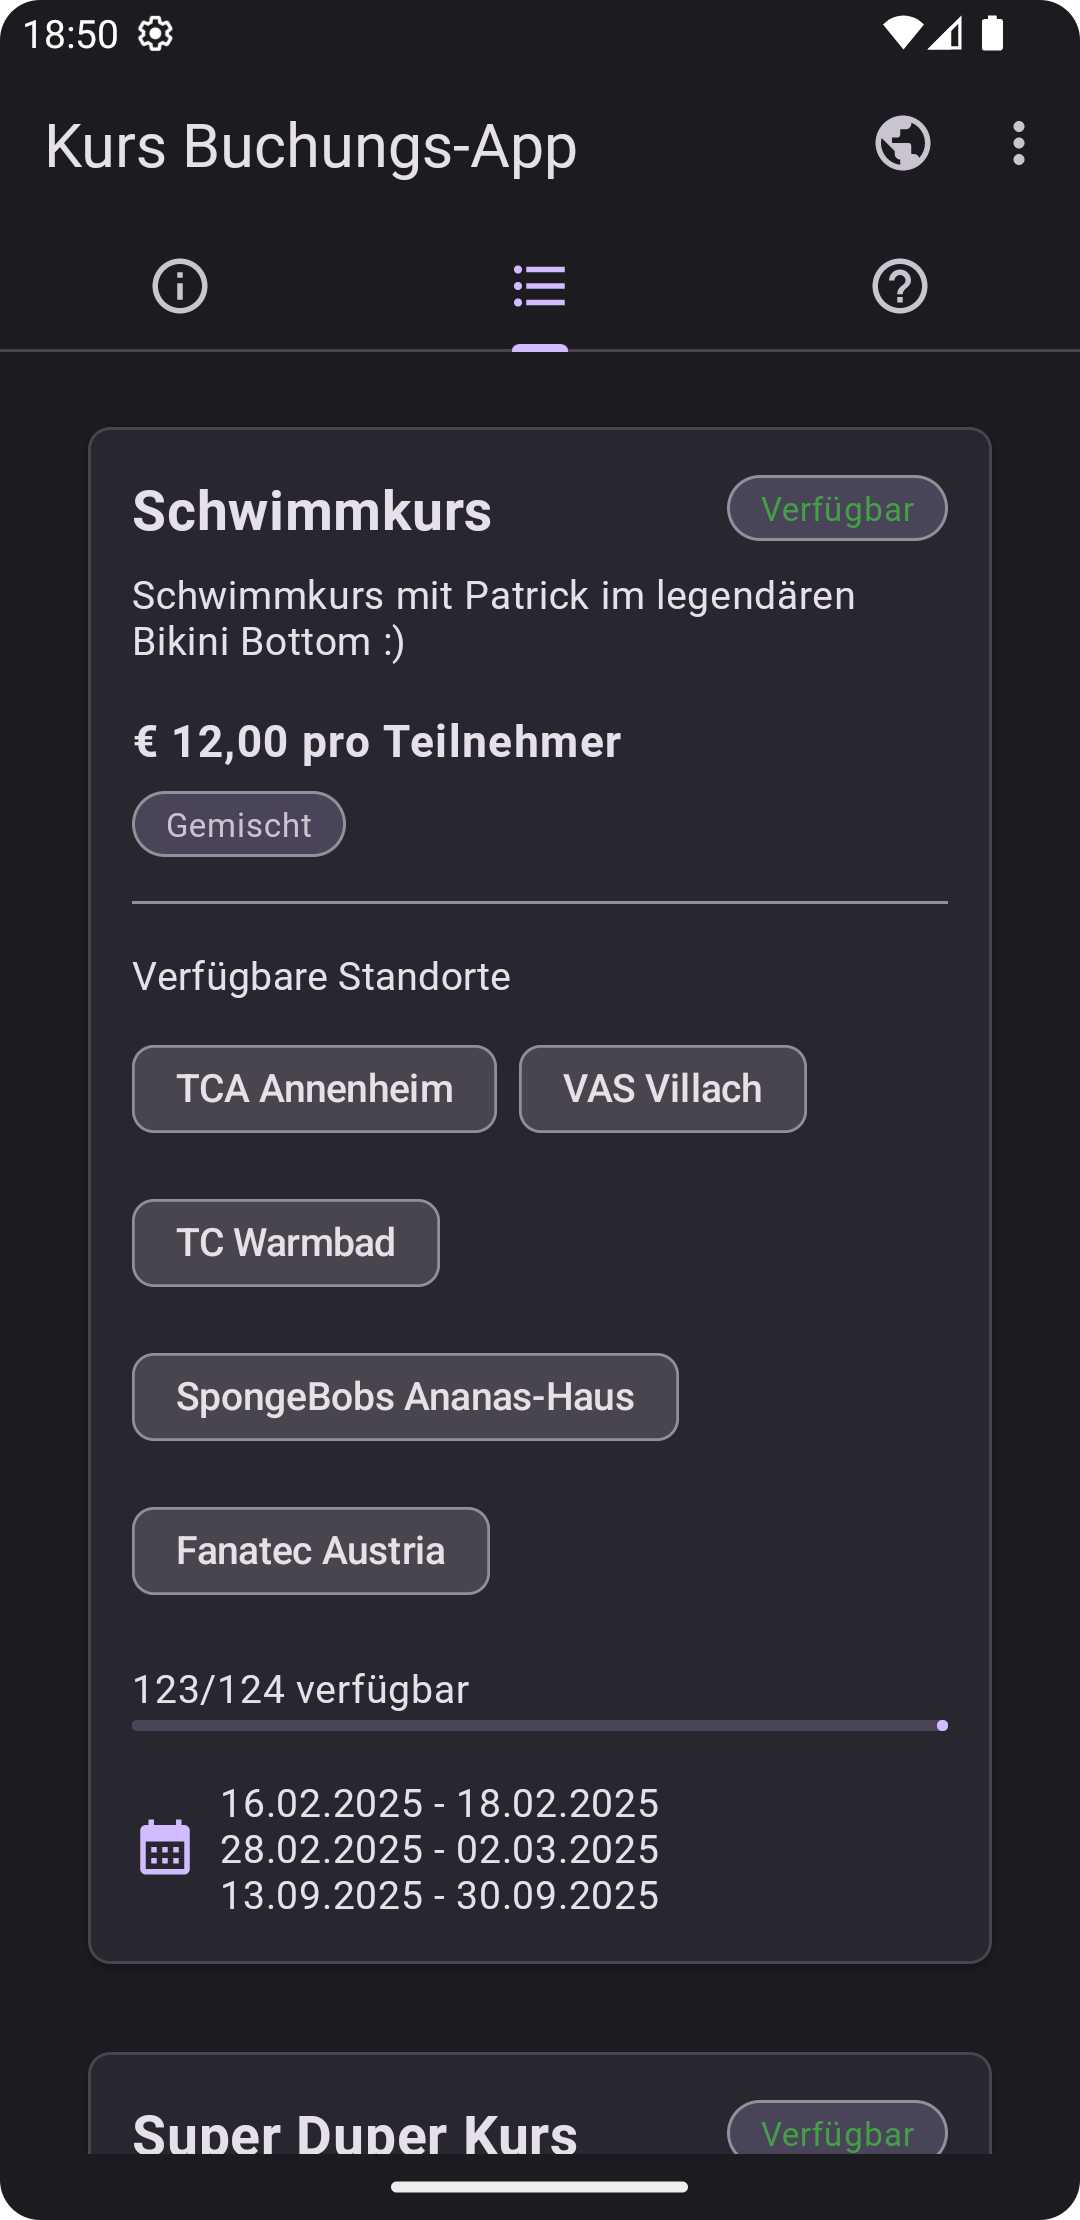 18:50
Kurs Buchungs-App
Schwimmkurs
Verfügbar
Schwimmkurs mit Patrick im legendären
Bikini Bottom :)
€ 12,00 pro Teilnehmer
Gemischt
Verfügbare Standorte
TCA Annenheim
VAS Villach
TC Warmbad
SpongeBobs Ananas-Haus
Fanatec Austria
123/124 verfügbar
16.02.2025 - 18.02.2025
28.02.2025 - 02.03.2025
13.09.2025 - 30.09.2025
Super Duper Kurs
Verfügbar